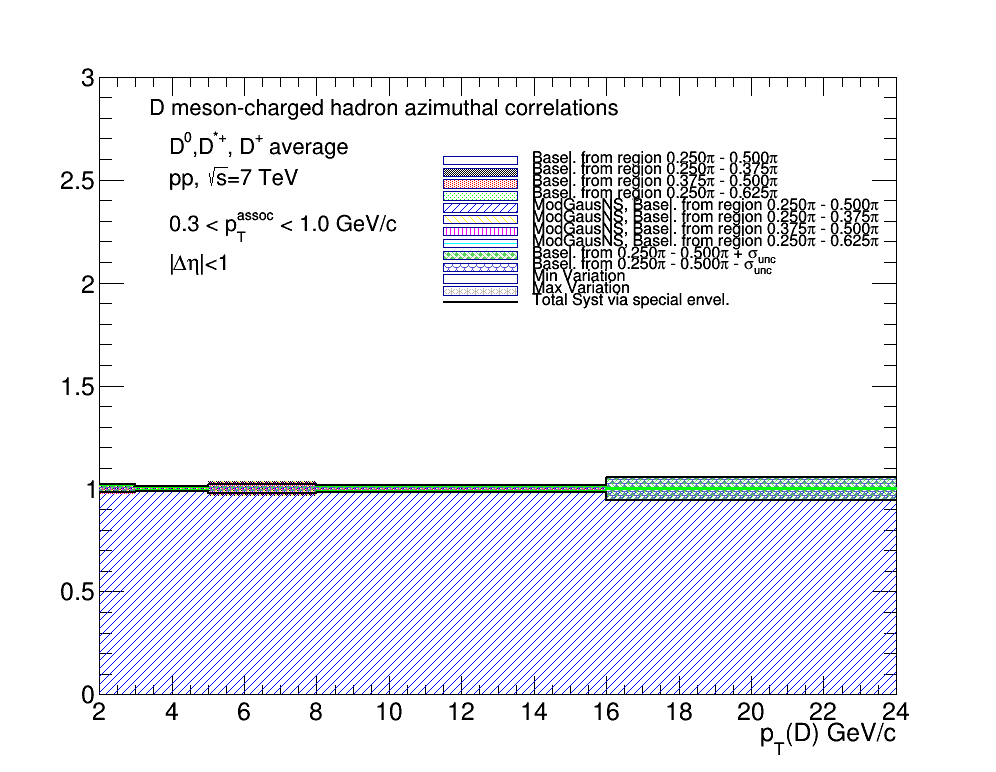 D meson-charged hadron azimuthal correlations
D0,D*+, D+ average
pp, √s=7 TeV
0.3 < pTassoc < 1.0 GeV/c
|Δη|<1
Basel. from region 0.250π - 0.500π
Basel. from region 0.250π - 0.375π
Basel. from region 0.375π - 0.500π
Basel. from region 0.250π - 0.625π
ModGausNS, Basel. from region 0.250π - 0.500π
ModGausNS, Basel. from region 0.250π - 0.375π
ModGausNS, Basel. from region 0.375π - 0.500π
ModGausNS, Basel. from region 0.250π - 0.625π
Basel. from 0.250π - 0.500π + σunc
Basel. from 0.250π - 0.500π - σunc
Min Variation
Max Variation
Total Syst via special envel.
3
2.5
2
1.5
1
0.5
0
2 4 6 8 10 12 14 16 18 20 22 24
pT(D) GeV/c